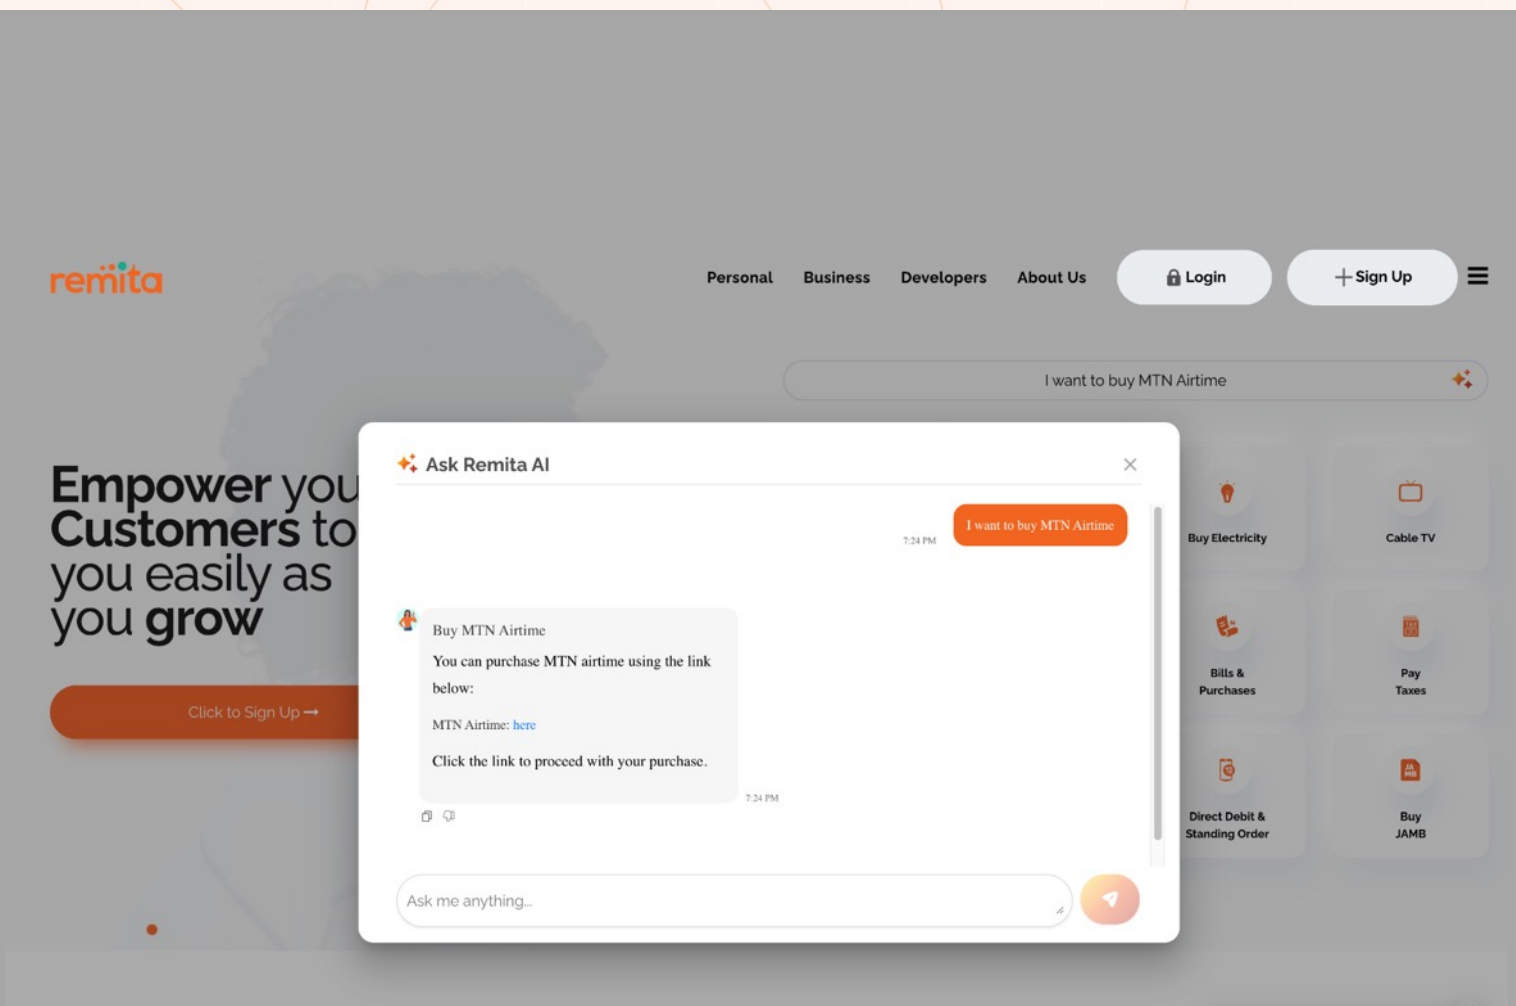 remita
Personal
Business
Developers
About Us
Login
Sign Up
I want to buy MTN Airtime
Empower you
Customers to
you easily as
you grow
Click to Sign Up
Ask Remita AI
I want to buy MTN Airtime
7:24 PM
Buy MTN Airtime
You can purchase MTN airtime using the link
below:
MTN Airtime: here
Click the link to proceed with your purchase.
7:24 PM
Ask me anything...
Buy Electricity
Cable TV
Bills &
Purchases
Pay
Taxes
Direct Debit &
Standing Order
JA
MB
Buy
JAMB